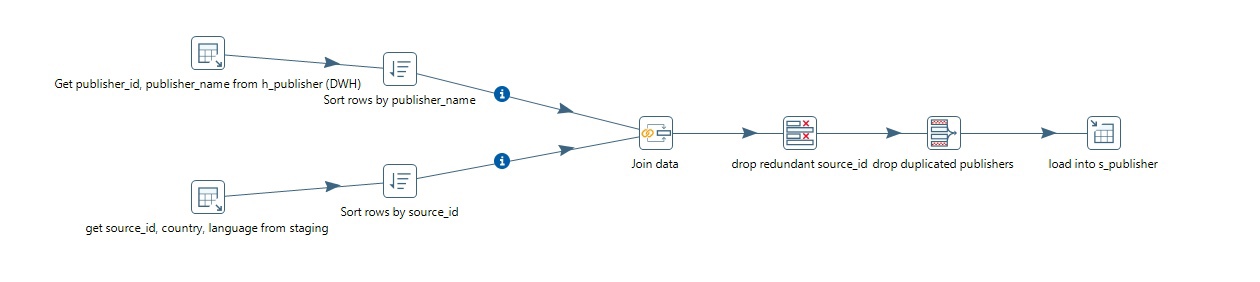 Get publisher_id, publisher_name from h_publisher (DWH)
Sort rows by publisher_name
Join data
drop redundant source_id
drop duplicated publishers
load into s_publisher
Sort rows by source_id
get source_id, country, language from staging